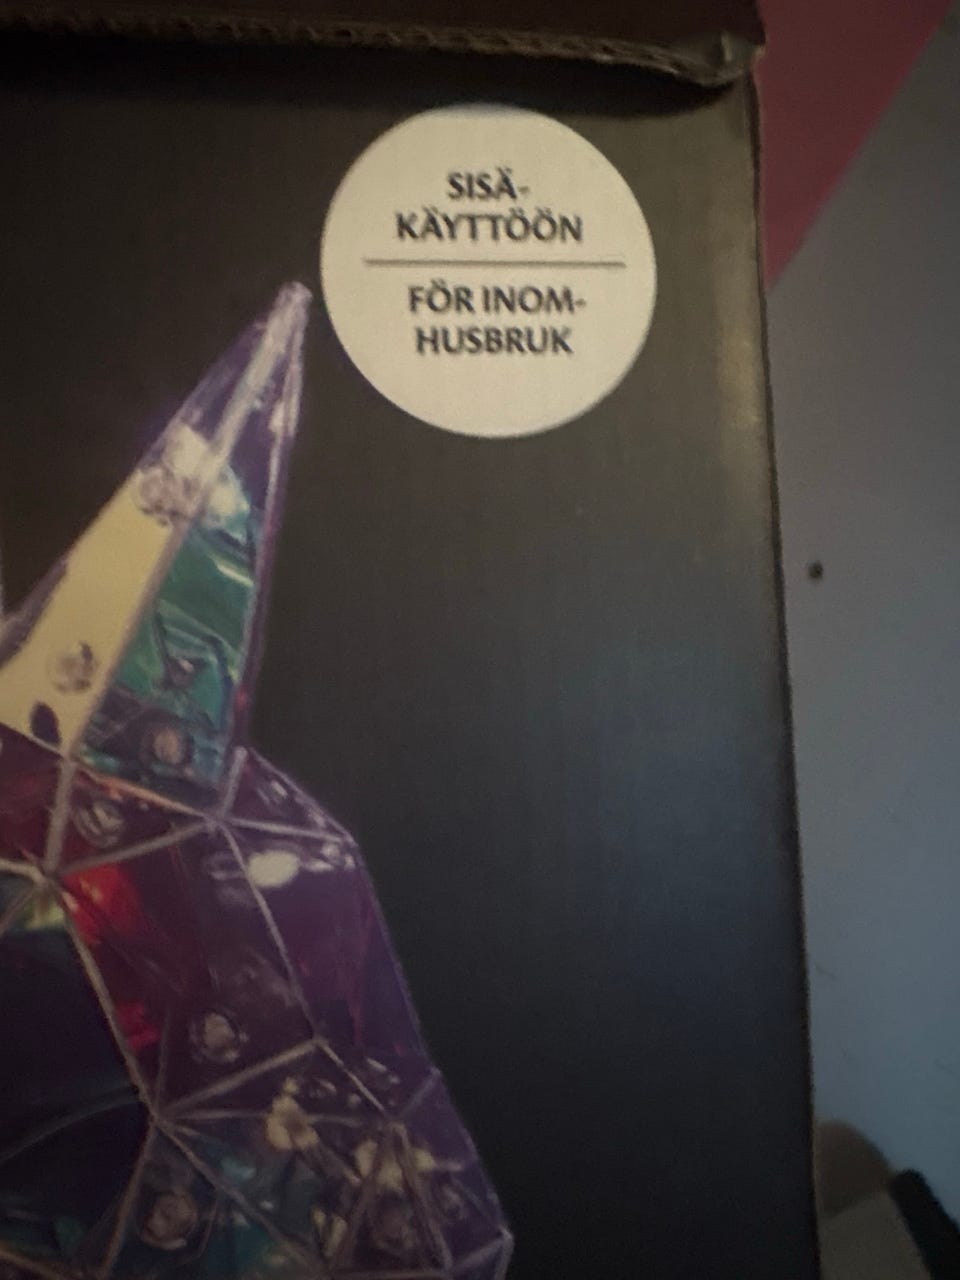 SISÄ-
KÄYTTÖÖN
FÖR INOM-
HUSBRUK